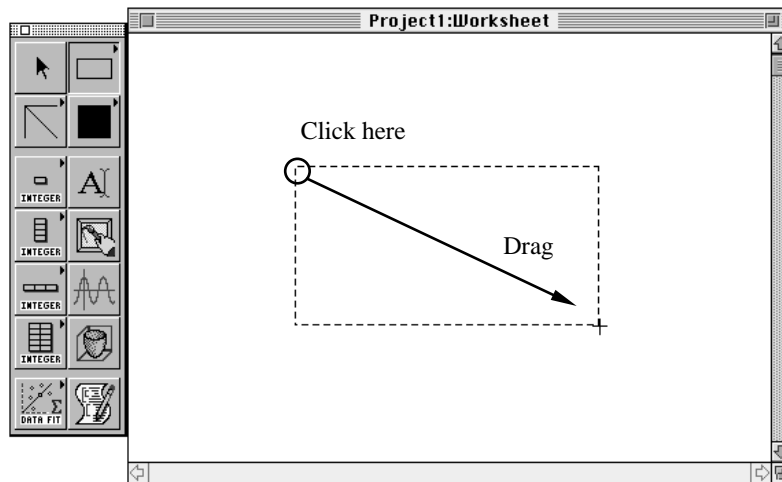 Project1:Worksheet
Click here
Drag
A
INTEGER
INTEGER
INTEGER
INTEGER
Σ
DATA FIT